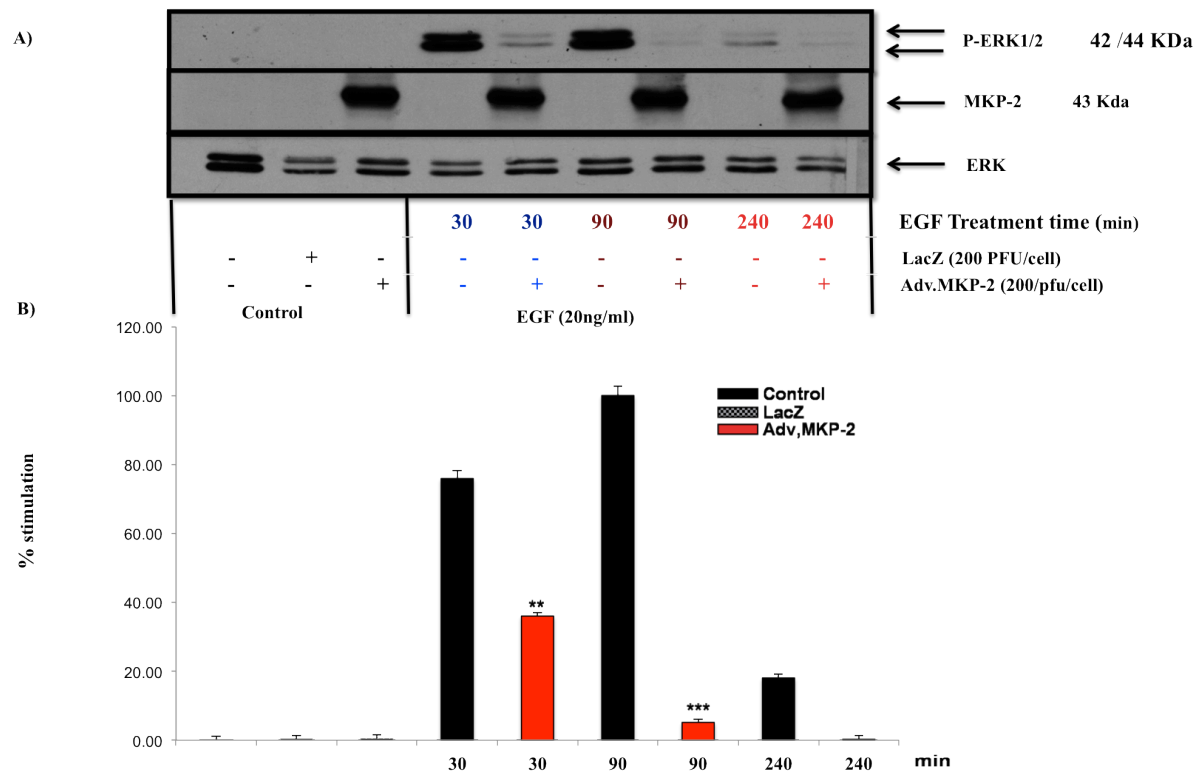 A)
P-ERK1/2 42 /44 KDa
MKP-2 43 Kda
ERK
30 30 90 90 240 240 EGF Treatment time (min)
- + - - - - - - - LacZ (200 PFU/cell)
- - + - + - + - + Adv.MKP-2 (200/pfu/cell)
Control EGF (20ng/ml)
B)
120.00
100.00
80.00
60.00
40.00
20.00
0.00
% stimulation
Control
LacZ
Adv,MKP-2
**
***
30 30 90 90 240 240 min